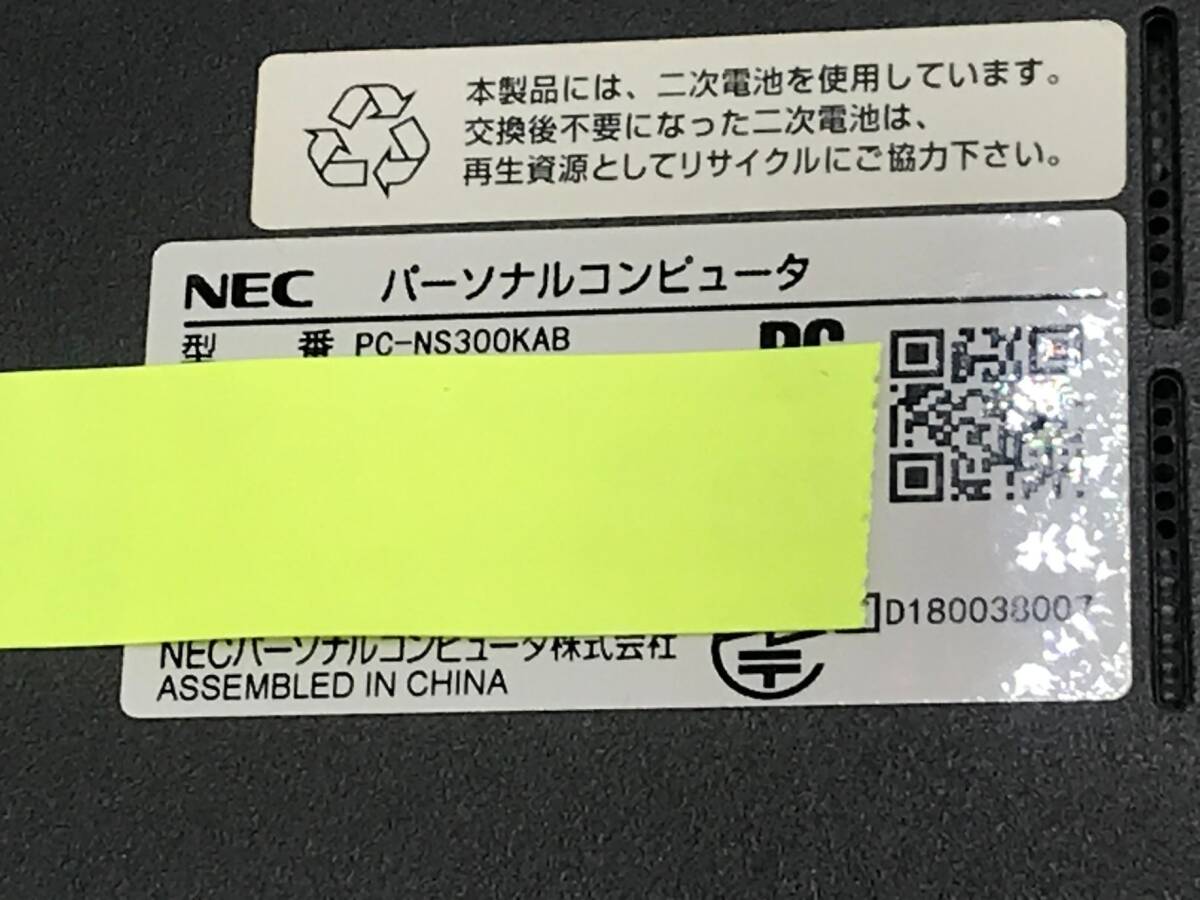 本製品には、二次電池を使用しています。
交換後不要になった二次電池は、
再生資源としてリサイクルにご協力下さい。
NEC パーソナルコンピュータ
型 番 PC-NS300KAB
PC
D180038007
NECパーソナルコンピュータ株式会社
ASSEMBLED IN CHINA